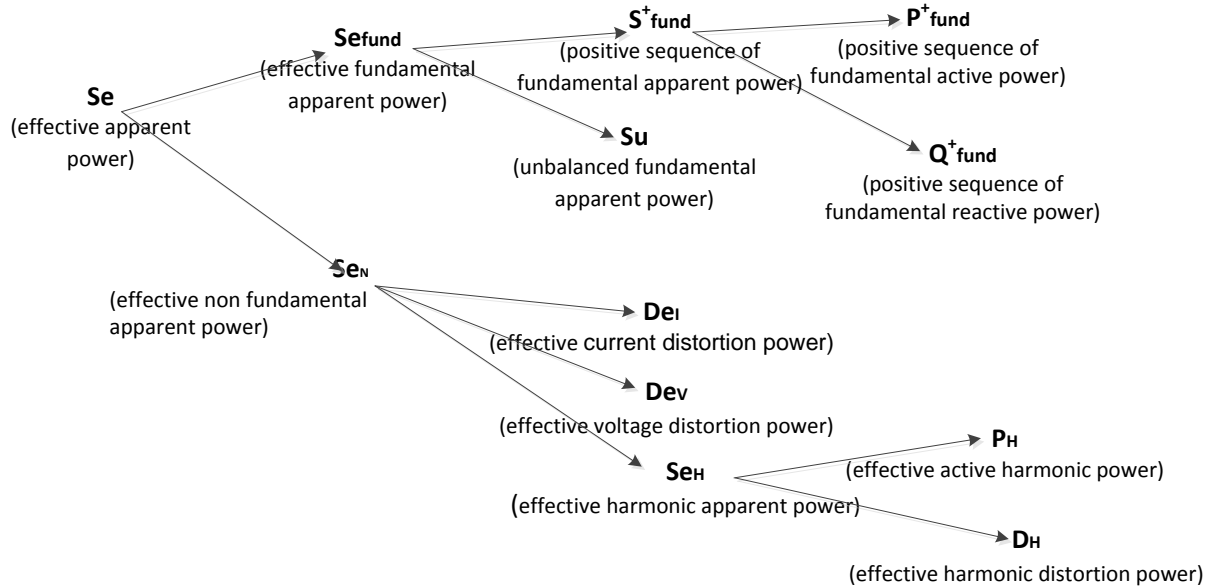 Se
(effective apparent
power)
Sefund
(effective fundamental
apparent power)
S+fund
(positive sequence of
fundamental apparent power)
P+fund
(positive sequence of
fundamental active power)
Su
(unbalanced fundamental
apparent power)
Q+fund
(positive sequence of
fundamental reactive power)
SeN
(effective non fundamental
apparent power)
DeI
(effective current distortion power)
DeV
(effective voltage distortion power)
SeH
(effective harmonic apparent power)
PH
(effective active harmonic power)
DH
(effective harmonic distortion power)